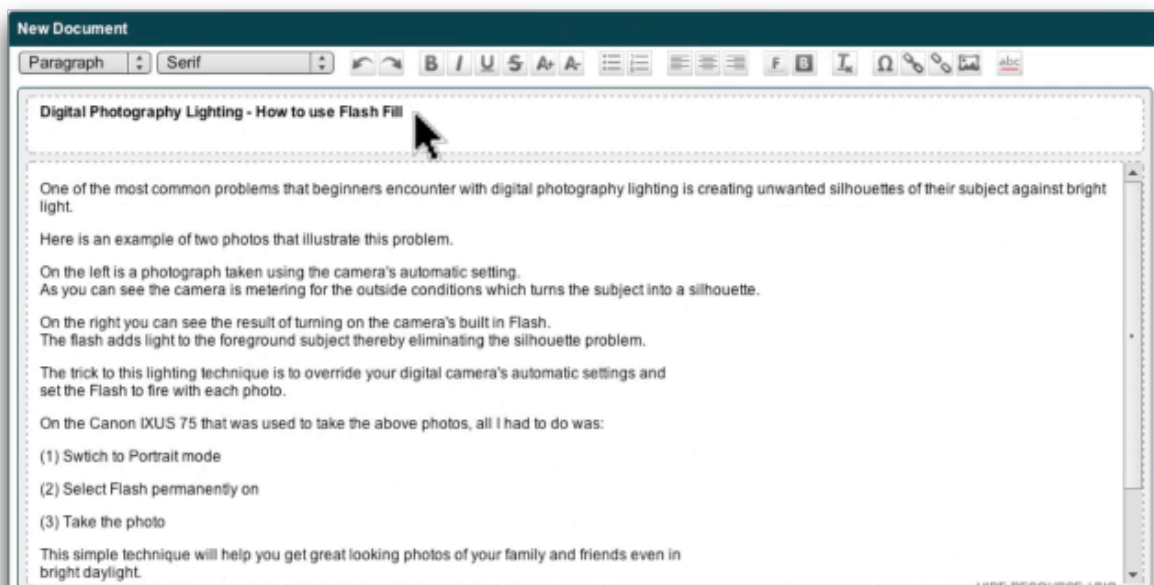 New Document
Paragraph Serif
B I U S A+ A- F B Ω abc
Digital Photography Lighting - How to use Flash Fill
One of the most common problems that beginners encounter with digital photography lighting is creating unwanted silhouettes of their subject against bright
light.
Here is an example of two photos that illustrate this problem.
On the left is a photograph taken using the camera's automatic setting.
As you can see the camera is metering for the outside conditions which turns the subject into a silhouette.
On the right you can see the result of turning on the camera's built in Flash.
The flash adds light to the foreground subject thereby eliminating the silhouette problem.
The trick to this lighting technique is to override your digital camera's automatic settings and
set the Flash to fire with each photo.
On the Canon IXUS 75 that was used to take the above photos, all I had to do was:
(1) Swtich to Portrait mode
(2) Select Flash permanently on
(3) Take the photo
This simple technique will help you get great looking photos of your family and friends even in
bright daylight.